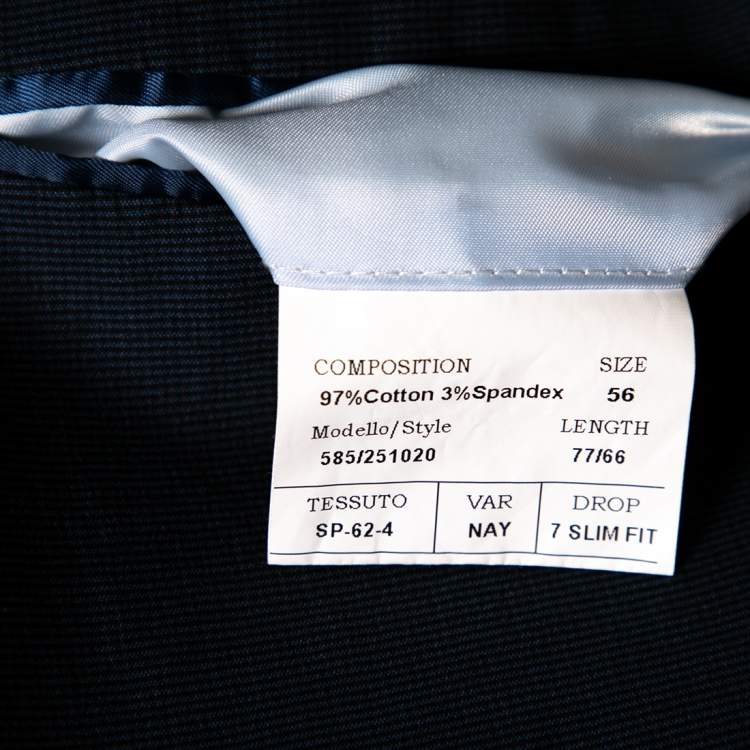 COMPOSITION SIZE
97%Cotton 3%Spandex 56
Modello/Style LENGTH
585/251020 77/66
TESSUTO VAR DROP
SP-62-4 NAY 7 SLIM FIT